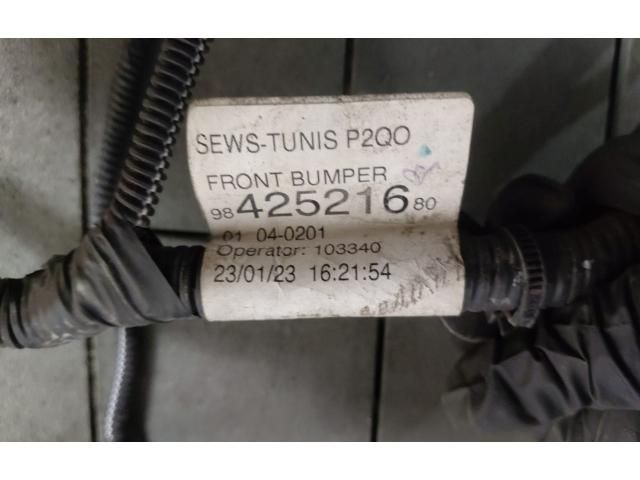 SEWS-TUNIS P2QO
FRONT BUMPER
98 425216 80
01 04-0201
Operator: 103340
23/01/23 16:21:54